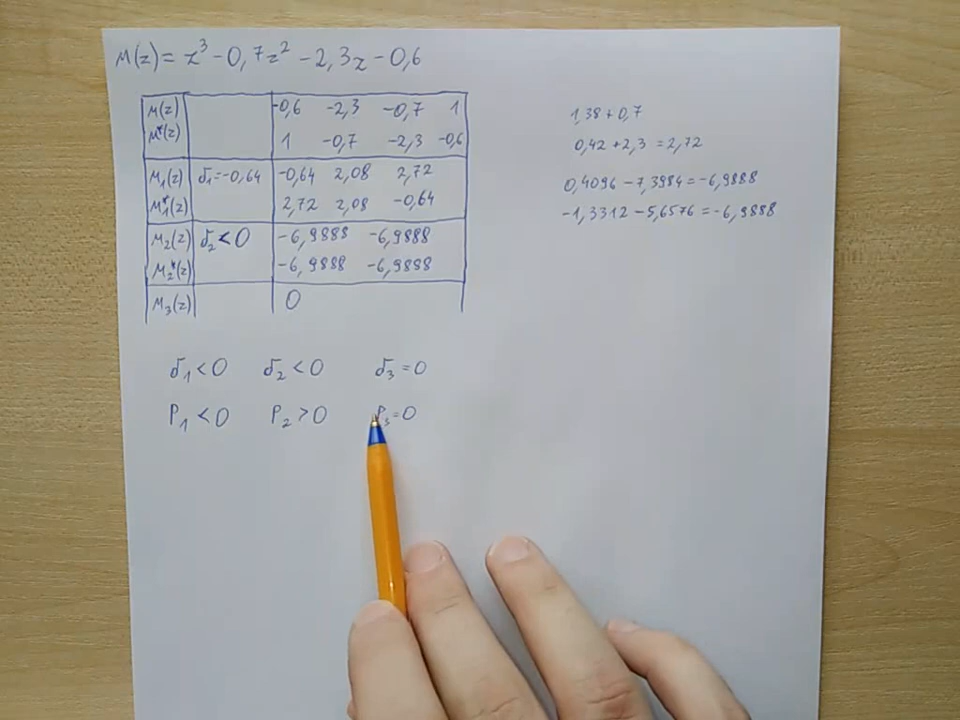 M(z) = z³ - 0,7z² - 2,3z - 0,6
M(z) -0,6 -2,3 -0,7 1
M*(z) 1 -0,7 -2,3 -0,6
M₁(z) δ₁=-0,64 -0,64 2,08 2,72
M₁*(z) 2,72 2,08 -0,64
M₂(z) δ₂<0 -6,9888 -6,9888
M₂*(z) -6,9888 -6,9888
M₃(z) 0
1,38+0,7
0,42+2,3 = 2,72
0,4096 - 7,3984 = -6,9888
-1,3312 - 5,6576 = -6,9888
δ₁ < 0 δ₂ < 0 δ₃ = 0
P₁ < 0 P₂ > 0 P₃ = 0